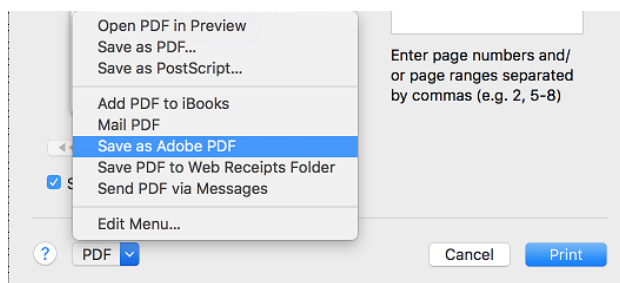 Open PDF in Preview
Save as PDF...
Save as PostScript...
Enter page numbers and/
or page ranges separated
by commas (e.g. 2, 5-8)
Add PDF to iBooks
Mail PDF
Save as Adobe PDF
Save PDF to Web Receipts Folder
S
Send PDF via Messages
Edit Menu...
?
PDF
Cancel
Print